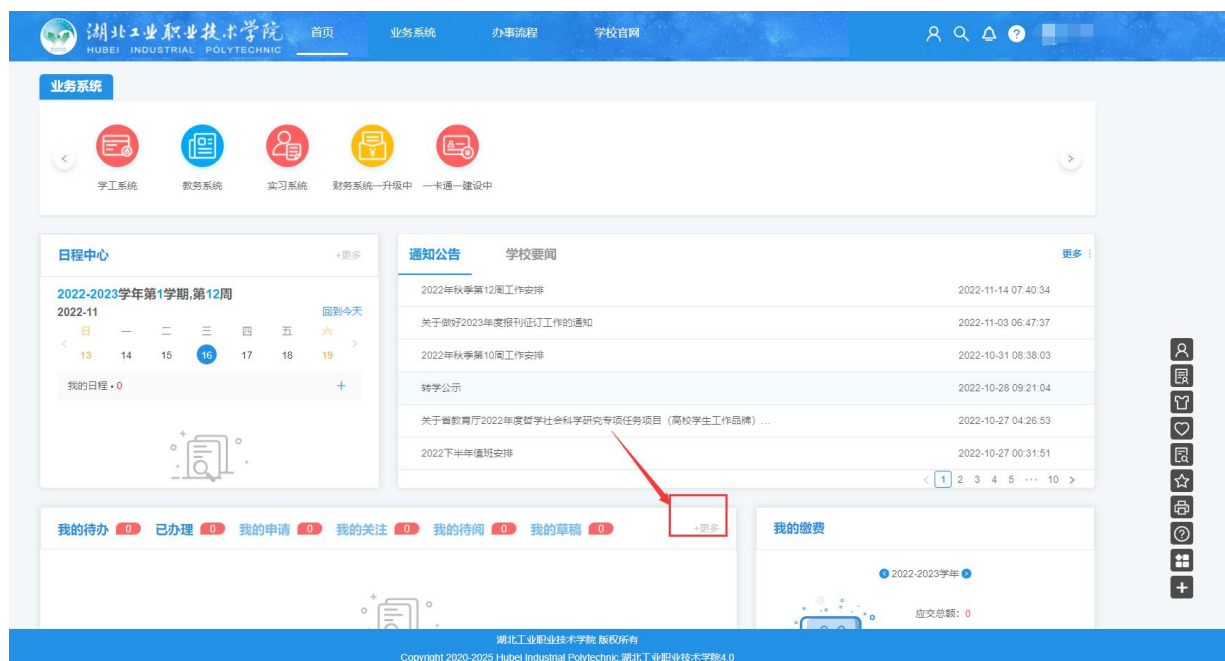 湖北工业职业技术学院 首页 业务系统 办事流程 学校官网
HUBEI INDUSTRIAL POLYTECHNIC
业务系统
学工系统 教务系统 实习系统 财务系统—升级中 一卡通—建设中
日程中心 +更多
2022-2023学年第1学期,第12周
2022-11 回到今天
日 一 二 三 四 五 六
13 14 15 16 17 18 19
我的日程 • 0 +
通知公告 学校要闻 更多
2022年秋季第12周工作安排 2022-11-14 07:40:34
关于做好2023年度报刊征订工作的通知 2022-11-03 06:47:37
2022年秋季第10周工作安排 2022-10-31 08:38:03
转学公示 2022-10-28 09:21:04
关于省教育厅2022年度哲学社会科学研究专项任务项目（高校学生工作品牌）... 2022-10-27 04:26:53
2022下半年值班安排 2022-10-27 00:31:51
< 1 2 3 4 5 ··· 10 >
我的待办 0 已办理 0 我的申请 0 我的关注 0 我的待阅 0 我的草稿 0 +更多
我的缴费
2022-2023学年
应交总额：0
湖北工业职业技术学院 版权所有
Copyright 2020-2025 Hubei Industrial Polytechnic 湖北工业职业技术学院4.0